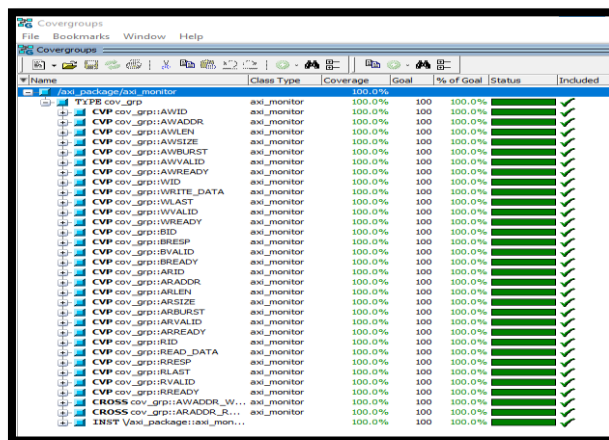 Covergroups
File Bookmarks Window Help
Covergroups
Name Class Type Coverage Goal % of Goal Status Included
/axi_package/axi_monitor 100.0%
TYPE cov_grp axi_monitor 100.0% 100 100.0%
CVP cov_grp::AWID axi_monitor 100.0% 100 100.0%
CVP cov_grp::AWADDR axi_monitor 100.0% 100 100.0%
CVP cov_grp::AWLEN axi_monitor 100.0% 100 100.0%
CVP cov_grp::AWSIZE axi_monitor 100.0% 100 100.0%
CVP cov_grp::AWBURST axi_monitor 100.0% 100 100.0%
CVP cov_grp::AWVALID axi_monitor 100.0% 100 100.0%
CVP cov_grp::AWREADY axi_monitor 100.0% 100 100.0%
CVP cov_grp::WID axi_monitor 100.0% 100 100.0%
CVP cov_grp::WRITE_DATA axi_monitor 100.0% 100 100.0%
CVP cov_grp::WLAST axi_monitor 100.0% 100 100.0%
CVP cov_grp::WVALID axi_monitor 100.0% 100 100.0%
CVP cov_grp::WREADY axi_monitor 100.0% 100 100.0%
CVP cov_grp::BID axi_monitor 100.0% 100 100.0%
CVP cov_grp::BRESP axi_monitor 100.0% 100 100.0%
CVP cov_grp::BVALID axi_monitor 100.0% 100 100.0%
CVP cov_grp::BREADY axi_monitor 100.0% 100 100.0%
CVP cov_grp::ARID axi_monitor 100.0% 100 100.0%
CVP cov_grp::ARADDR axi_monitor 100.0% 100 100.0%
CVP cov_grp::ARLEN axi_monitor 100.0% 100 100.0%
CVP cov_grp::ARSIZE axi_monitor 100.0% 100 100.0%
CVP cov_grp::ARBURST axi_monitor 100.0% 100 100.0%
CVP cov_grp::ARVALID axi_monitor 100.0% 100 100.0%
CVP cov_grp::ARREADY axi_monitor 100.0% 100 100.0%
CVP cov_grp::RID axi_monitor 100.0% 100 100.0%
CVP cov_grp::READ_DATA axi_monitor 100.0% 100 100.0%
CVP cov_grp::RRESP axi_monitor 100.0% 100 100.0%
CVP cov_grp::RLAST axi_monitor 100.0% 100 100.0%
CVP cov_grp::RVALID axi_monitor 100.0% 100 100.0%
CVP cov_grp::RREADY axi_monitor 100.0% 100 100.0%
CROSS cov_grp::AWADDR_W... axi_monitor 100.0% 100 100.0%
CROSS cov_grp::ARADDR_R... axi_monitor 100.0% 100 100.0%
INST \/axi_package::axi_mon... axi_monitor 100.0% 100 100.0%